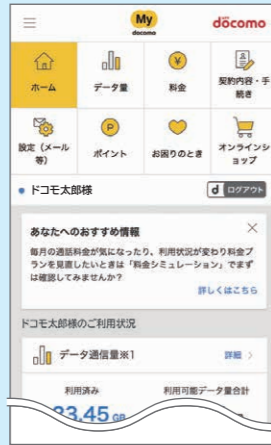 My
docomo
döcomo
ホーム
データ量
料金
契約内容・手
続き
設定(メール
等)
ポイント
お困りのとき
オンラインシ
ョップ
ドコモ太郎様
d ログアウト
あなたへのおすすめ情報
毎月の通話料金が気になったり、利用状況が変わり料金プ
ランを見直したいときは「料金シミュレーション」でまず
は確認してみませんか?
詳しくはこちら
ドコモ太郎様のご利用状況
データ通信量※1
詳細
利用済み
利用可能データ量合計
23.45 GB